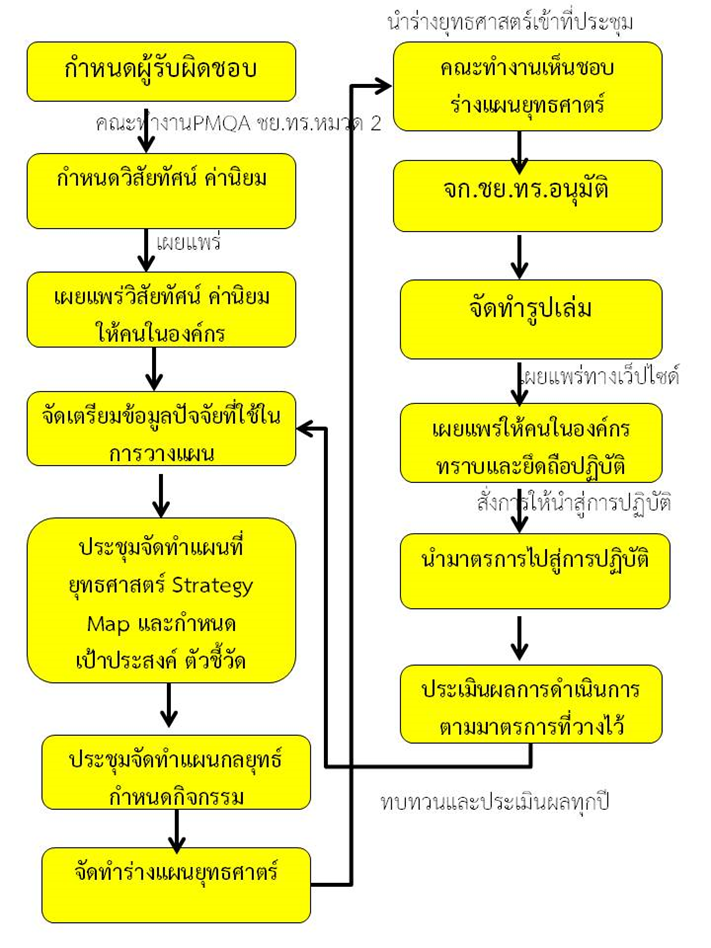 กำหนดผู้รับผิดชอบ
คณะทำงานPMQA ชย.ทร.หมวด 2
กำหนดวิสัยทัศน์ ค่านิยม
เผยแพร่
เผยแพร่วิสัยทัศน์ ค่านิยม
ให้คนในองค์กร
จัดเตรียมข้อมูลปัจจัยที่ใช้ใน
การวางแผน
ประชุมจัดทำแผนที่
ยุทธศาสตร์ Strategy
Map และกำหนด
เป้าประสงค์ ตัวชี้วัด
ประชุมจัดทำแผนกลยุทธ์
กำหนดกิจกรรม
จัดทำร่างแผนยุทธศาตร์
นำร่างยุทธศาสตร์เข้าที่ประชุม
คณะทำงานเห็นชอบ
ร่างแผนยุทธศาตร์
จก.ชย.ทร.อนุมัติ
จัดทำรูปเล่ม
เผยแพร่ทางเว็ปไซด์
เผยแพร่ให้คนในองค์กร
ทราบและยึดถือปฏิบัติ
สั่งการให้นำสู่การปฏิบัติ
นำมาตรการไปสู่การปฏิบัติ
ประเมินผลการดำเนินการ
ตามมาตรการที่วางไว้
ทบทวนและประเมินผลทุกปี